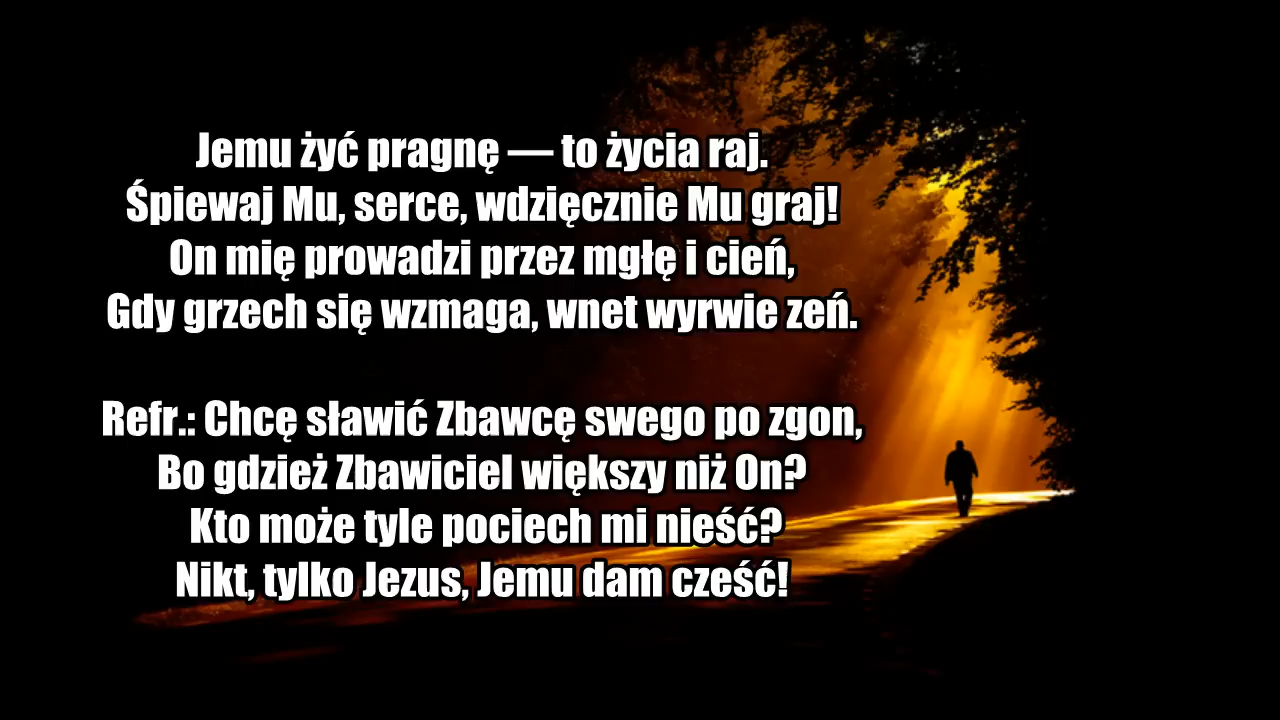 Jemu żyć pragnę — to życia raj.
Śpiewaj Mu, serce, wdzięcznie Mu graj!
On mię prowadzi przez mgłę i cień,
Gdy grzech się wzmaga, wnet wyrwie zeń.
Refr.: Chcę sławić Zbawcę swego po zgon,
Bo gdzież Zbawiciel większy niż On?
Kto może tyle pociech mi nieść?
Nikt, tylko Jezus, Jemu dam cześć!